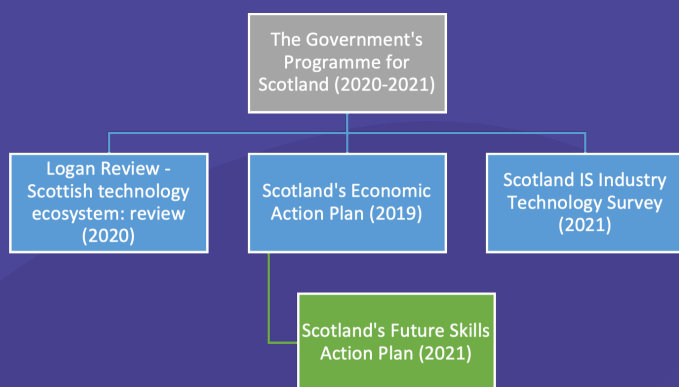 The Government's
Programme for
Scotland (2020-2021)
Logan Review -
Scottish technology
ecosystem: review
(2020)
Scotland's Economic
Action Plan (2019)
Scotland IS Industry
Technology Survey
(2021)
Scotland's Future Skills
Action Plan (2021)